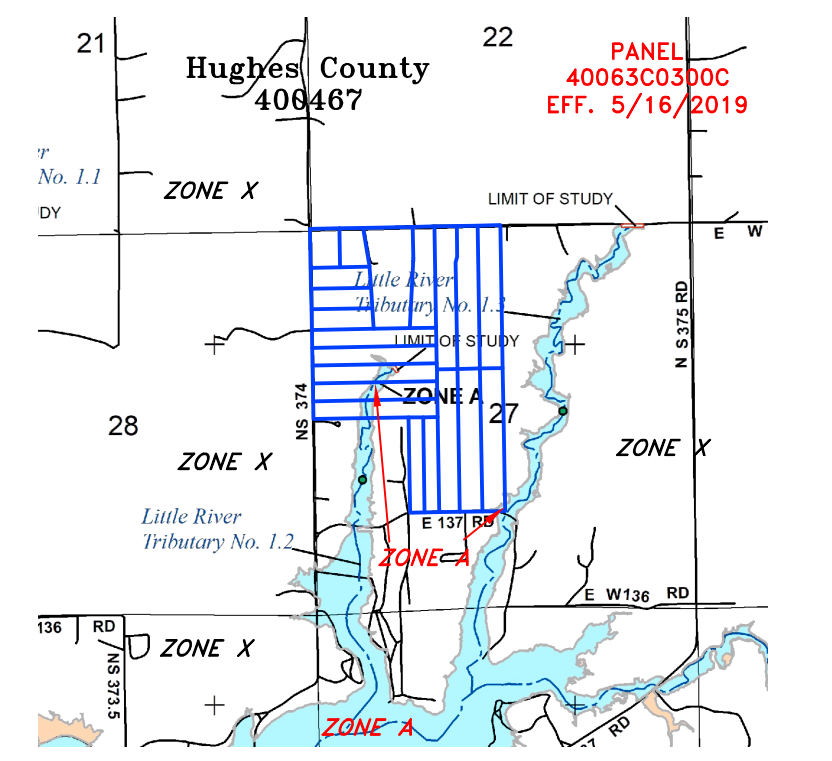 21
22
PANEL
40063C0300C
EFF. 5/16/2019
Hughes County
400467
r
No. 1.1
DY
ZONE X
LIMIT OF STUDY
E W
Little River
Tributary No. 1.3
N S 375 RD
LIMIT OF STUDY
ZONE A
NS 374
27
28
ZONE X
ZONE X
Little River
Tributary No. 1.2
E 137 RD
ZONE A
E W136 RD
136 RD
ZONE X
NS 373.5
ZONE A
RD